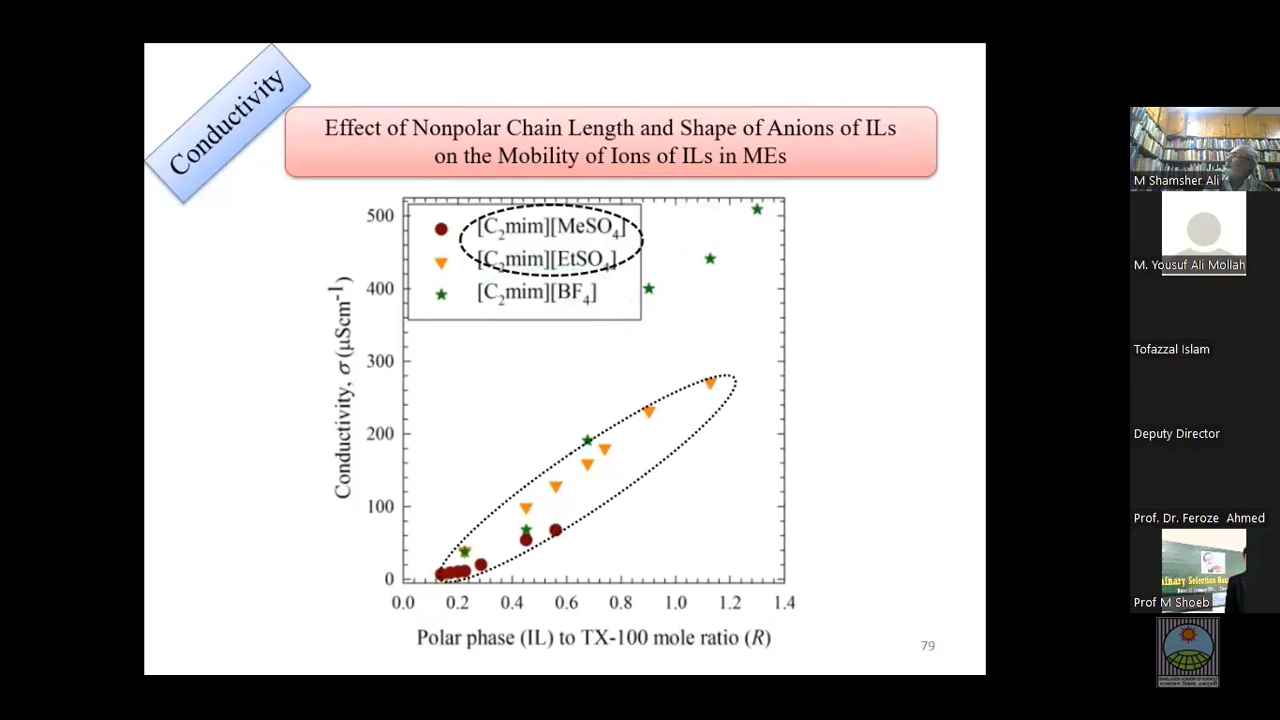 Conductivity
Effect of Nonpolar Chain Length and Shape of Anions of ILs
on the Mobility of Ions of ILs in MEs
[C₂mim][MeSO₄]
[C₂mim][EtSO₄]
[C₂mim][BF₄]
Conductivity, σ (μScm⁻¹)
500
400
300
200
100
0
0.0 0.2 0.4 0.6 0.8 1.0 1.2 1.4
Polar phase (IL) to TX-100 mole ratio (R)
79
M Shamsher Ali
M. Yousuf Ali Mollah
Tofazzal Islam
Deputy Director
Prof. Dr. Feroze Ahmed
Prof M Shoeb